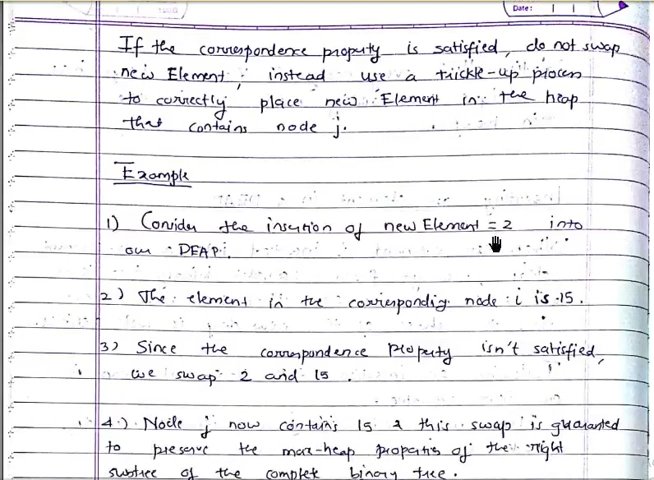 Date:
If the correspondence property is satisfied, do not swap
new Element, instead use a trickle-up process
to correctly place new Element in the heap
that contains node j.
Example
1) Consider the insertion of new Element = 2 into
our DEAP.
2) The element in the corresponding node i is 15.
3) Since the correspondence property isn't satisfied,
we swap 2 and 15.
4.) Node j now contains 15 & this swap is guaranted
to preserve the max-heap properties of the right
subtree of the complete binary tree.